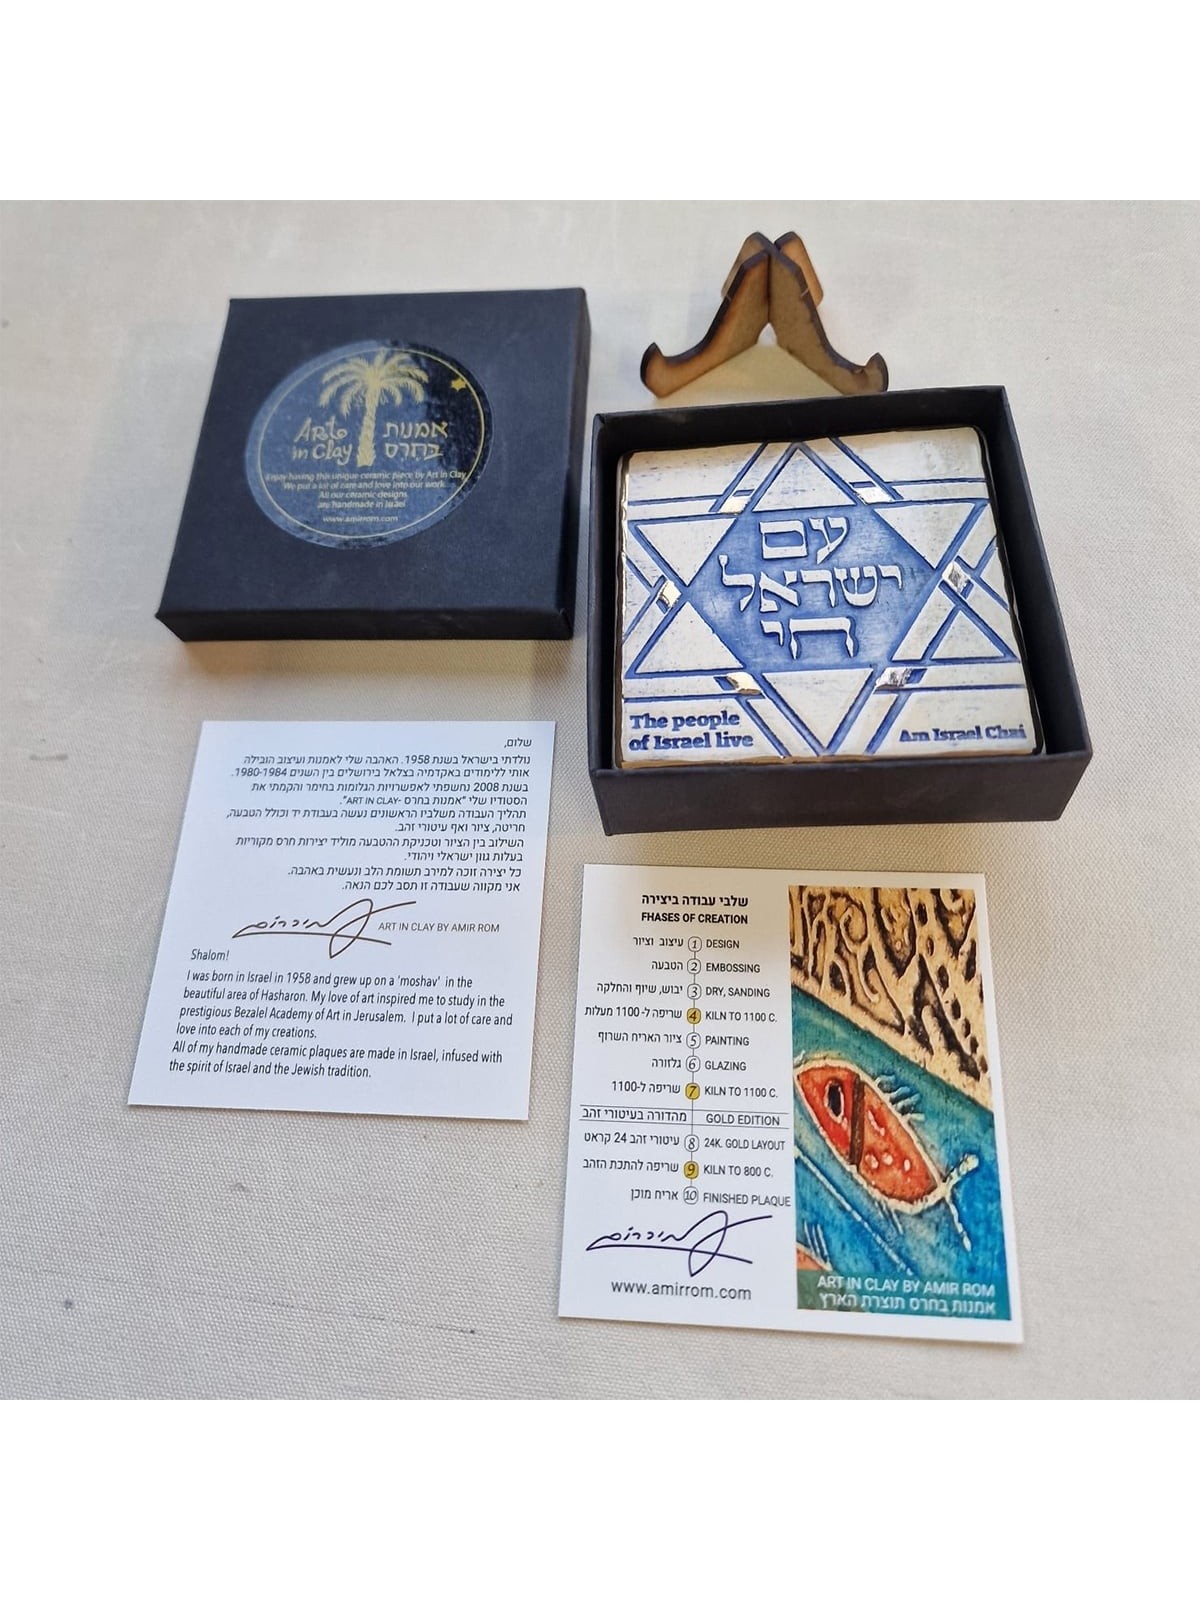 Art
in Clay
אמנות
בחרס
Enjoy having this unique ceramic piece by Art in Clay
We put a lot of care and love into our work...
All our ceramic designs
are handmade in Israel
www.amirrom.com
עם
ישראל
חי
The people
of Israel live
Am Israel Chai
שלום,
נולדתי בישראל בשנת 1958. האהבה שלי לאמנות ועיצוב הובילה
אותי ללימודים באקדמיה בצלאל בירושלים בין השנים 1980-1984.
בשנת 2008 נחשפתי לאפשרויות הגלומות בחימר והקמתי את
הסטודיו שלי "אמנות בחרס -ART IN CLAY".
תהליך העבודה משלביו הראשונים נעשה בעבודת יד וכולל הטבעה,
חריטה, ציור ואף עיטורי זהב.
השילוב בין הציור וטכניקת ההטבעה מוליד יצירות חרס מקוריות
בעלות גוון ישראלי ויהודי.
כל יצירה זוכה למירב תשומת הלב ונעשית באהבה.
אני מקווה שעבודה זו תסב לכם הנאה.
ART IN CLAY BY AMIR ROM
Shalom!
I was born in Israel in 1958 and grew up on a 'moshav' in the
beautiful area of Hasharon. My love of art inspired me to study in the
prestigious Bezalel Academy of Art in Jerusalem. I put a lot of care and
love into each of my creations.
All of my handmade ceramic plaques are made in Israel, infused with
the spirit of Israel and the Jewish tradition.
שלבי עבודה ביצירה
FHASES OF CREATION
עיצוב וציור 1 DESIGN
הטבעה 2 EMBOSSING
יבוש, שיוף והחלקה 3 DRY, SANDING
שריפה ל- 1100 מעלות 4 KILN TO 1100 C.
ציור האריח השרוף 5 PAINTING
גלזורה 6 GLAZING
שריפה ל-1100 7 KILN TO 1100 C.
מהדורה בעיטורי זהב GOLD EDITION
עיטורי זהב 24 קראט 8 24K. GOLD LAYOUT
שריפה להתכת הזהב 9 KILN TO 800 C.
אריח מוכן 10 FINISHED PLAQUE
www.amirrom.com
ART IN CLAY BY AMIR ROM
אמנות בחרס תוצרת הארץ